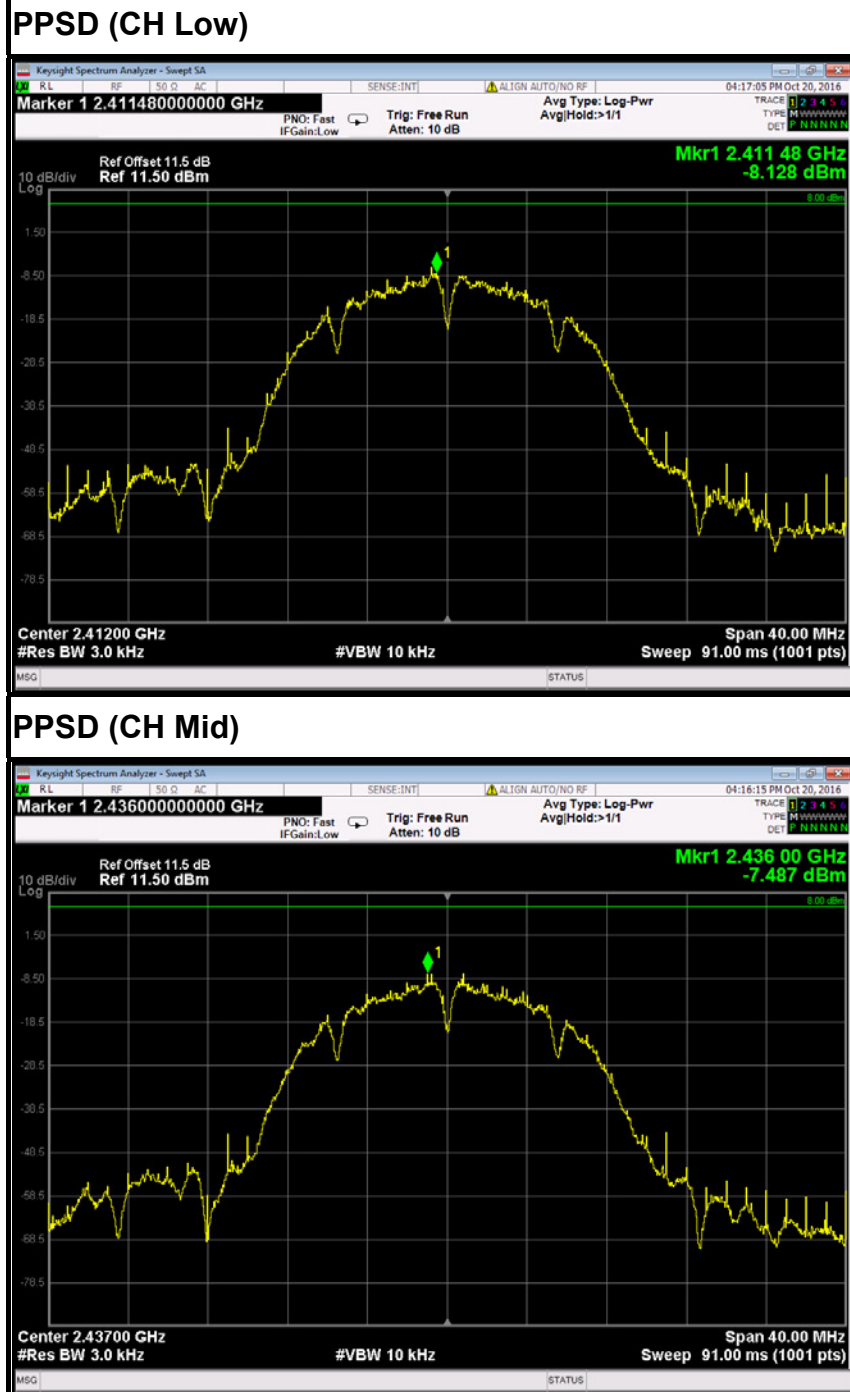 PPSD (CH Low)
Keysight Spectrum Analyzer - Swept SA
RL RF 50 Ω AC SENSE:INT ALIGN AUTO/NO RF 04:17:05 PM Oct 20, 2016
Marker 1 2.411480000000 GHz
PNO: Fast
IFGain:Low
Trig: Free Run
Atten: 10 dB
Avg Type: Log-Pwr
Avg|Hold:>1/1
TRACE 1 2 3 4 5 6
TYPE M WWWWW
DET P N N N N N
Mkr1 2.411 48 GHz
-8.128 dBm
Ref Offset 11.5 dB
10 dB/div Ref 11.50 dBm
Log
8.00 dBm
1
1.50
-8.50
-18.5
-28.5
-38.5
-48.5
-58.5
-68.5
-78.5
Center 2.41200 GHz Span 40.00 MHz
#Res BW 3.0 kHz #VBW 10 kHz Sweep 91.00 ms (1001 pts)
MSG STATUS
PPSD (CH Mid)
Keysight Spectrum Analyzer - Swept SA
RL RF 50 Ω AC SENSE:INT ALIGN AUTO/NO RF 04:16:15 PM Oct 20, 2016
Marker 1 2.436000000000 GHz
PNO: Fast
IFGain:Low
Trig: Free Run
Atten: 10 dB
Avg Type: Log-Pwr
Avg|Hold:>1/1
TRACE 1 2 3 4 5 6
TYPE M WWWWW
DET P N N N N N
Mkr1 2.436 00 GHz
-7.487 dBm
Ref Offset 11.5 dB
10 dB/div Ref 11.50 dBm
Log
8.00 dBm
1
1.50
-8.50
-18.5
-28.5
-38.5
-48.5
-58.5
-68.5
-78.5
Center 2.43700 GHz Span 40.00 MHz
#Res BW 3.0 kHz #VBW 10 kHz Sweep 91.00 ms (1001 pts)
MSG STATUS